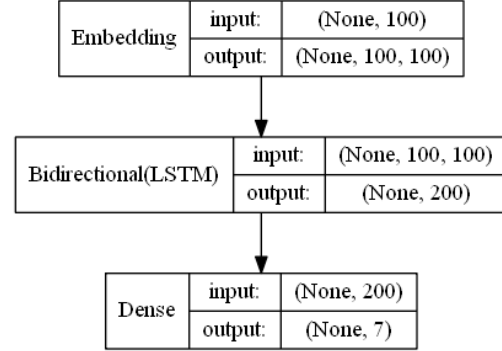 Embedding
input: (None, 100)
output: (None, 100, 100)
Bidirectional(LSTM)
input: (None, 100, 100)
output: (None, 200)
Dense
input: (None, 200)
output: (None, 7)